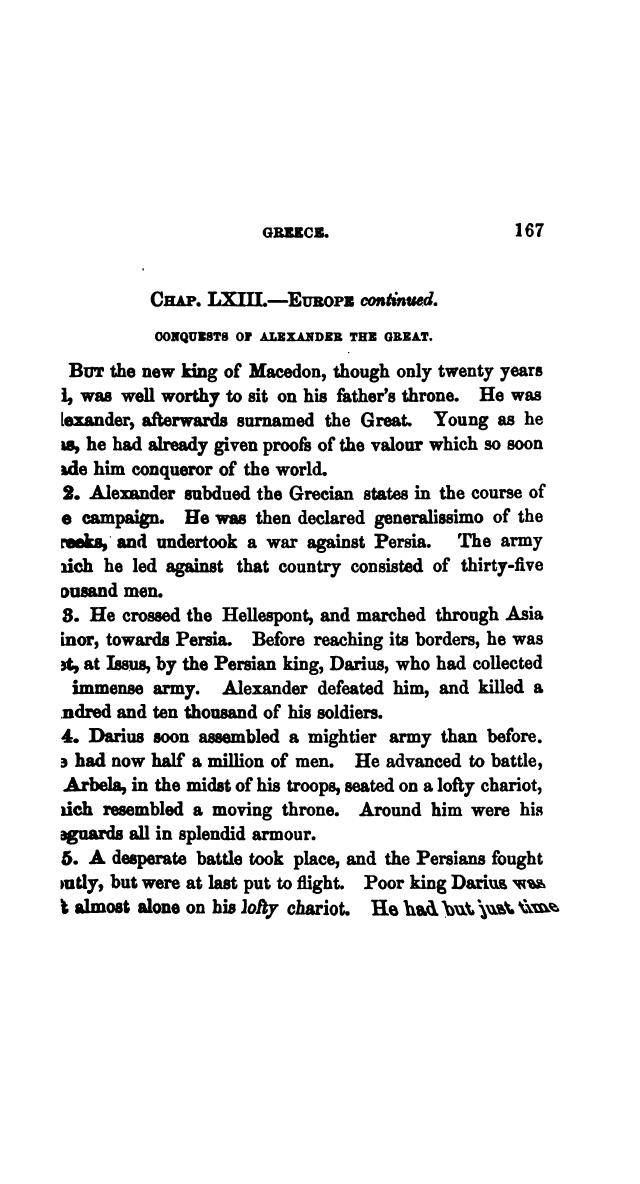 GREECE. 167
CHAP. LXIII.—EUROPE continued.
CONQUESTS OF ALEXANDER THE GREAT.
BUT the new king of Macedon, though only twenty years
l, was well worthy to sit on his father's throne. He was
lexander, afterwards surnamed the Great. Young as he
as, he had already given proofs of the valour which so soon
ade him conqueror of the world.
2. Alexander subdued the Grecian states in the course of
e campaign. He was then declared generalissimo of the
reeks, and undertook a war against Persia. The army
hich he led against that country consisted of thirty-five
ousand men.
3. He crossed the Hellespont, and marched through Asia
inor, towards Persia. Before reaching its borders, he was
et, at Issus, by the Persian king, Darius, who had collected
immense army. Alexander defeated him, and killed a
ndred and ten thousand of his soldiers.
4. Darius soon assembled a mightier army than before.
e had now half a million of men. He advanced to battle,
Arbela, in the midst of his troops, seated on a lofty chariot,
hich resembled a moving throne. Around him were his
eguards all in splendid armour.
5. A desperate battle took place, and the Persians fought
utly, but were at last put to flight. Poor king Darius was
t almost alone on his lofty chariot. He had but just time